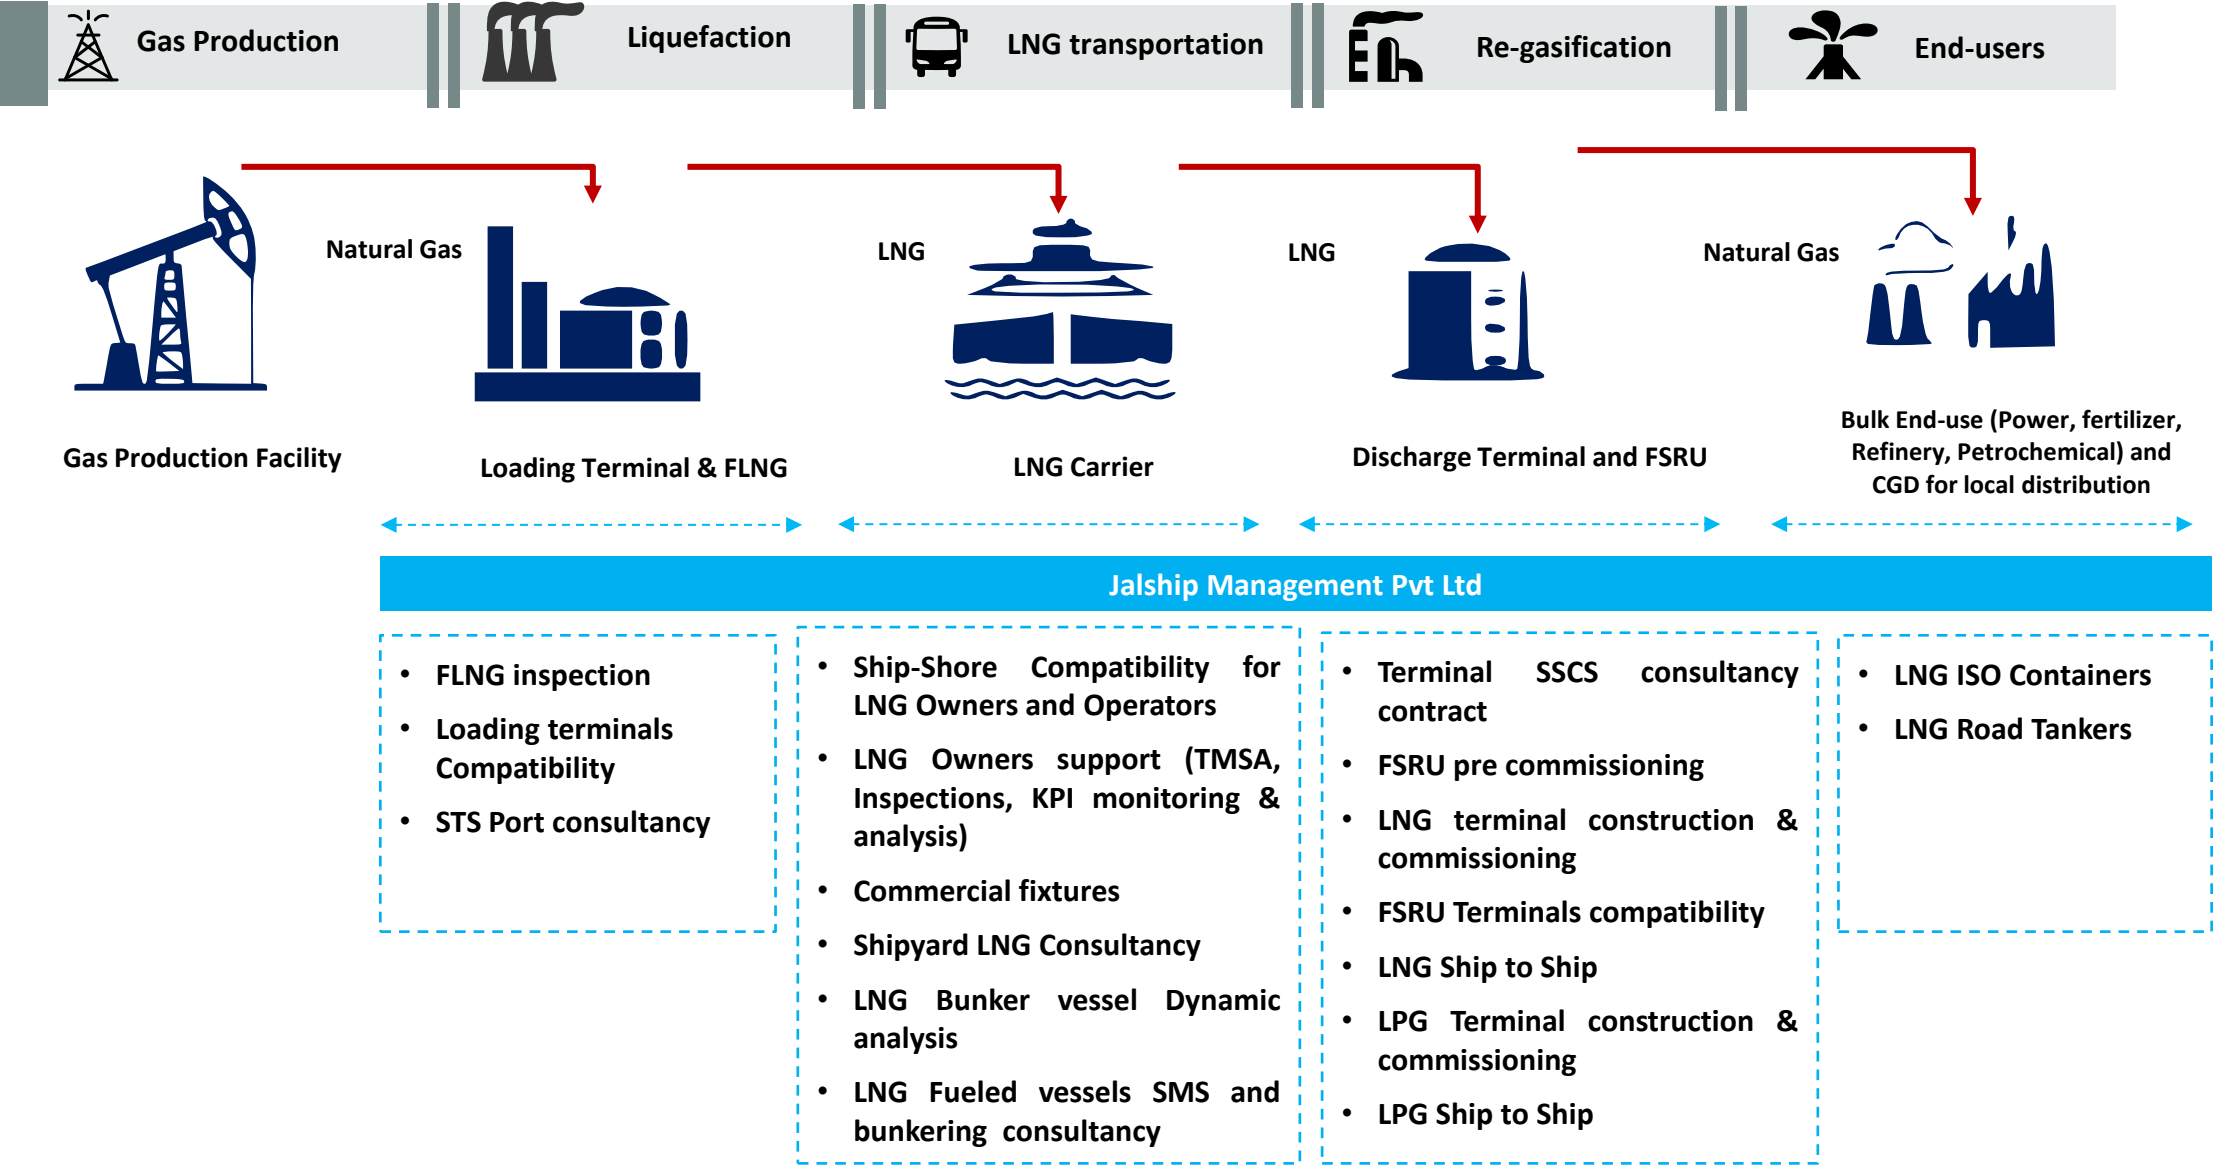 Gas Production
Liquefaction
LNG transportation
Re-gasification
End-users
Natural Gas
LNG
LNG
Natural Gas
Gas Production Facility
Loading Terminal & FLNG
LNG Carrier
Discharge Terminal and FSRU
Bulk End-use (Power, fertilizer,
Refinery, Petrochemical) and
CGD for local distribution
Jalship Management Pvt Ltd
• FLNG inspection
• Loading terminals
Compatibility
• STS Port consultancy
• Ship-Shore Compatibility for
LNG Owners and Operators
• LNG Owners support (TMSA,
Inspections, KPI monitoring &
analysis)
• Commercial fixtures
• Shipyard LNG Consultancy
• LNG Bunker vessel Dynamic
analysis
• LNG Fueled vessels SMS and
bunkering consultancy
• Terminal SSCS consultancy
contract
• FSRU pre commissioning
• LNG terminal construction &
commissioning
• FSRU Terminals compatibility
• LNG Ship to Ship
• LPG Terminal construction &
commissioning
• LPG Ship to Ship
• LNG ISO Containers
• LNG Road Tankers